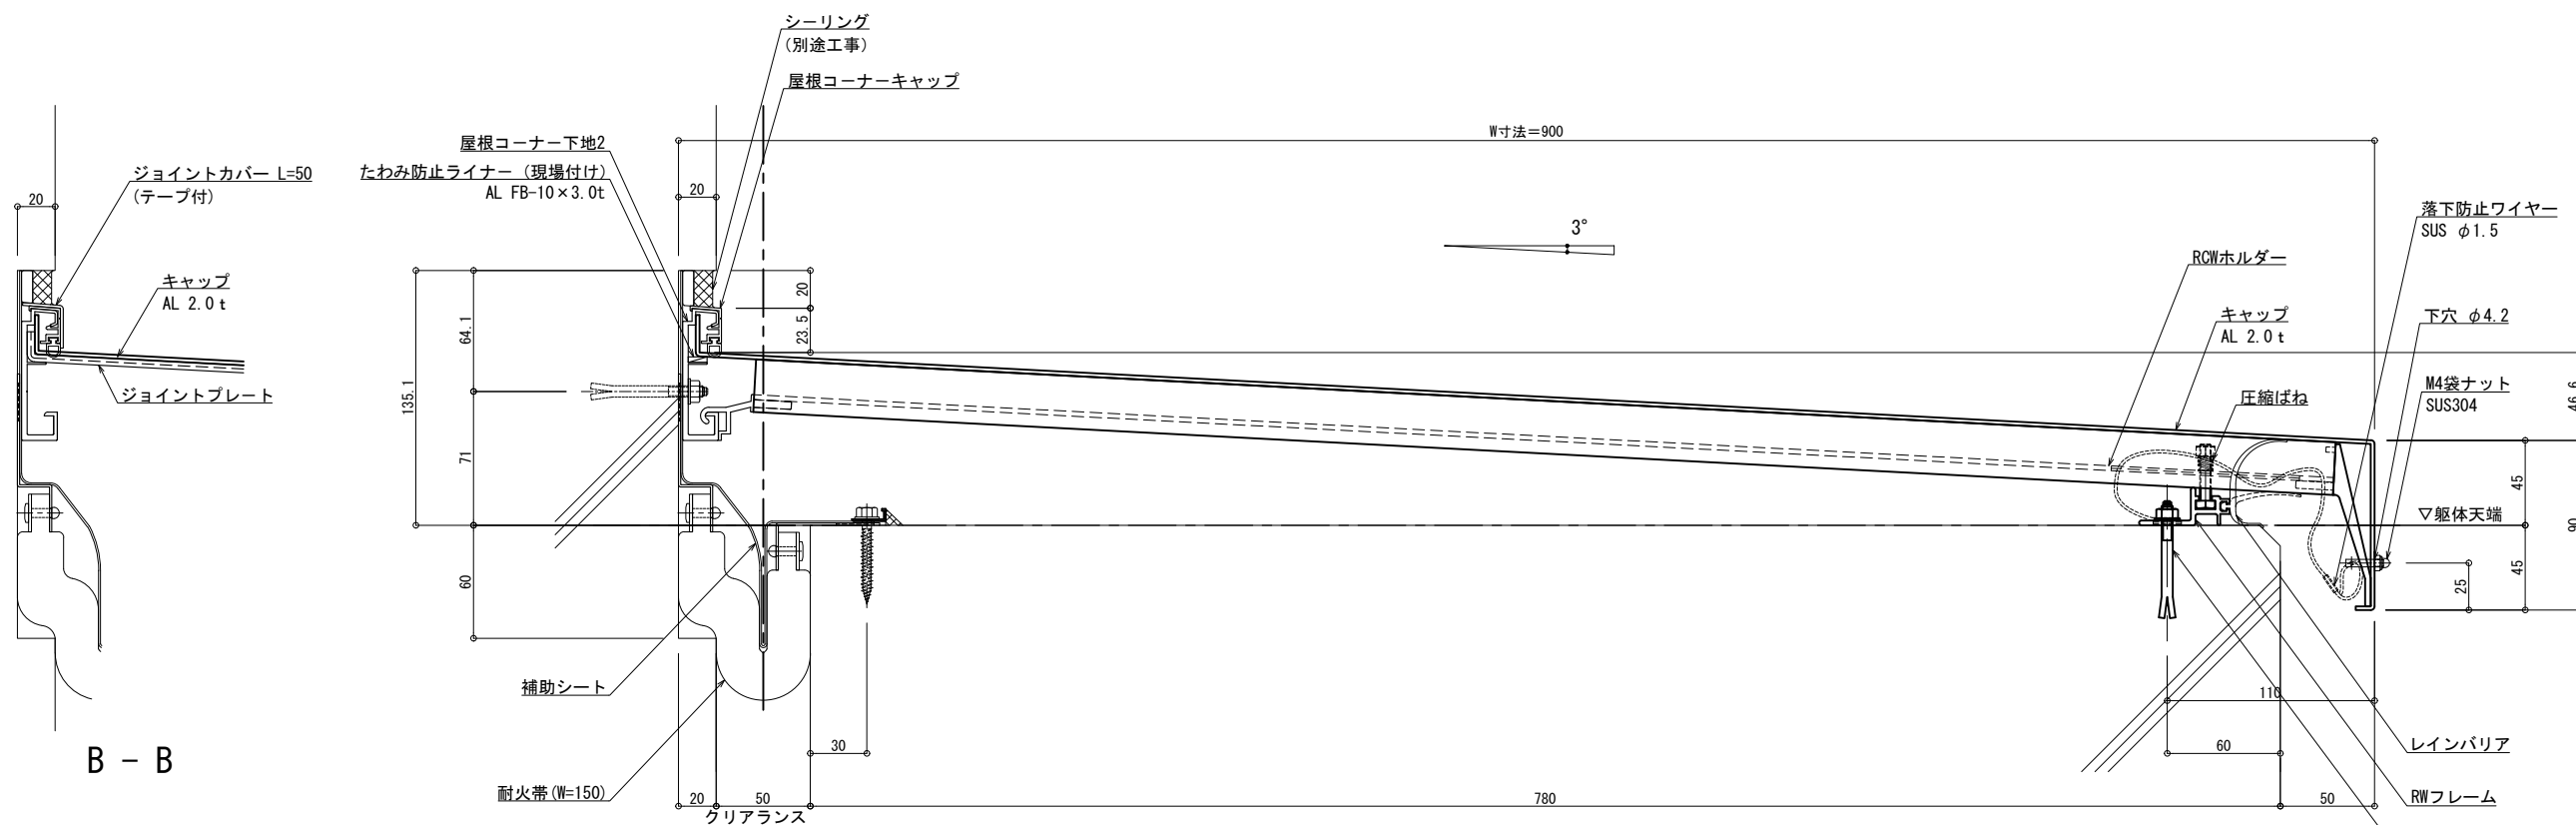 シーリング
(別途工事)
屋根コーナーキャップ
屋根コーナー下地2
たわみ防止ライナー (現場付け)
AL FB-10×3.0t
W寸法=900
ジョイントカバー L=50
(テープ付)
20
20
キャップ
AL 2.0t
ジョイントプレート
3°
落下防止ワイヤー
SUS φ1.5
RCWホルダー
キャップ
AL 2.0t
下穴 φ4.2
圧縮ばね
M4袋ナット
SUS304
135.1
64.1
71
60
20
23.5
46.6
45
▽躯体天端
90
45
25
補助シート
耐火帯(W=150)
B - B
30
110
60
レインバリア
RWフレーム
20
50
780
50
クリアランス